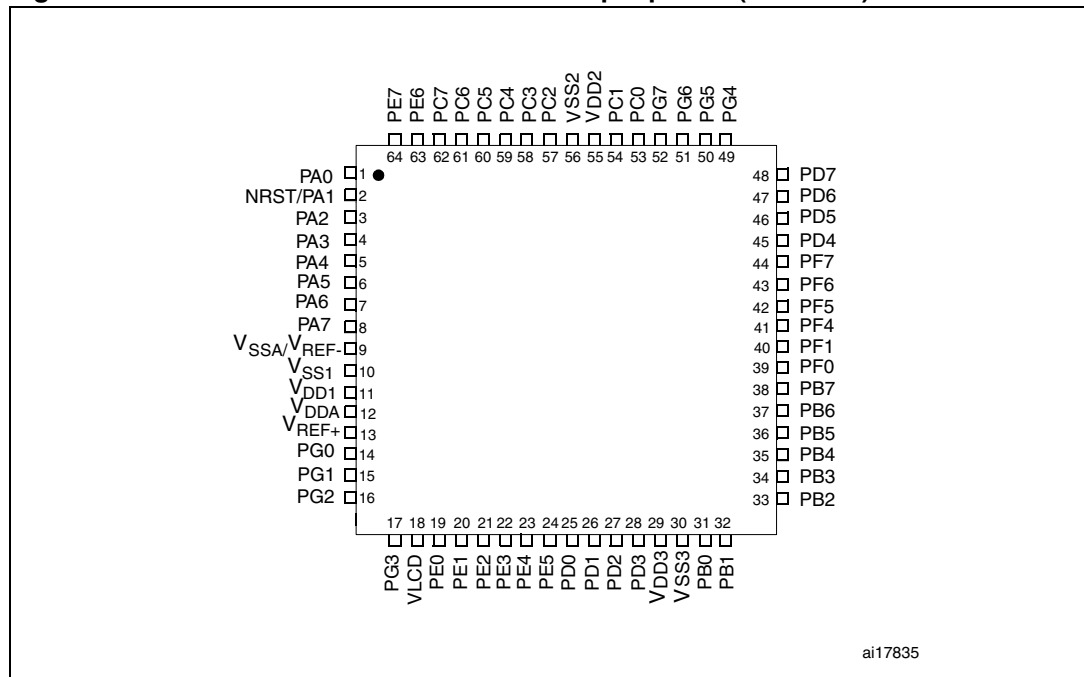 PE7 PE6 PC7 PC6 PC5 PC4 PC3 PC2 VSS2 VDD2 PC1 PC0 PG7 PG6 PG5 PG4
64 63 62 61 60 59 58 57 56 55 54 53 52 51 50 49
PA0 1 48 PD7
NRST/PA1 2 47 PD6
PA2 3 46 PD5
PA3 4 45 PD4
PA4 5 44 PF7
PA5 6 43 PF6
PA6 7 42 PF5
PA7 8 41 PF4
VSSA/VREF- 9 40 PF1
VSS1 10 39 PF0
VDD1 11 38 PB7
VDDA 12 37 PB6
VREF+ 13 36 PB5
PG0 14 35 PB4
PG1 15 34 PB3
PG2 16 33 PB2
17 18 19 20 21 22 23 24 25 26 27 28 29 30 31 32
PG3 VLCD PE0 PE1 PE2 PE3 PE4 PE5 PD0 PD1 PD2 PD3 VDD3 VSS3 PB0 PB1
ai17835